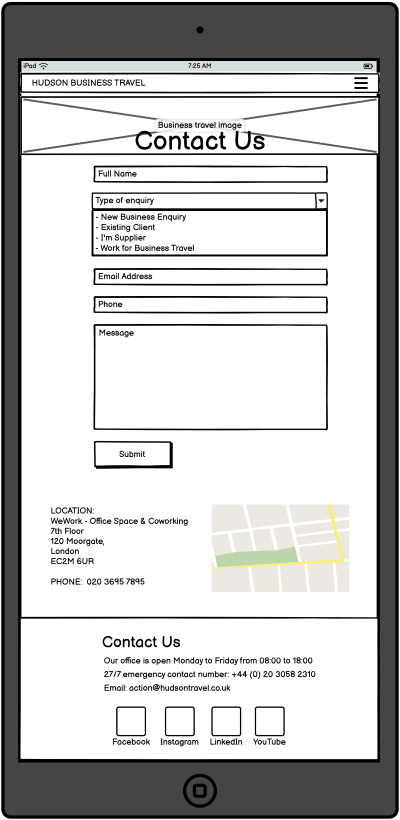 iPad
7:25 AM
HUDSON BUSINESS TRAVEL
Business travel image
Contact Us
Full Name
Type of enquiry
- New Business Enquiry
- Existing Client
- I'm Supplier
- Work for Business Travel
Email Address
Phone
Message
Submit
LOCATION:
WeWork - Office Space & Coworking
7th Floor
120 Moorgate,
London
EC2M 6UR
PHONE: 020 3695 7895
Contact Us
Our office is open Monday to Friday from 08:00 to 18:00
27/7 emergency contact number: +44 (0) 20 3058 2310
Email: action@hudsontravel.co.uk
Facebook
Instagram
LinkedIn
YouTube